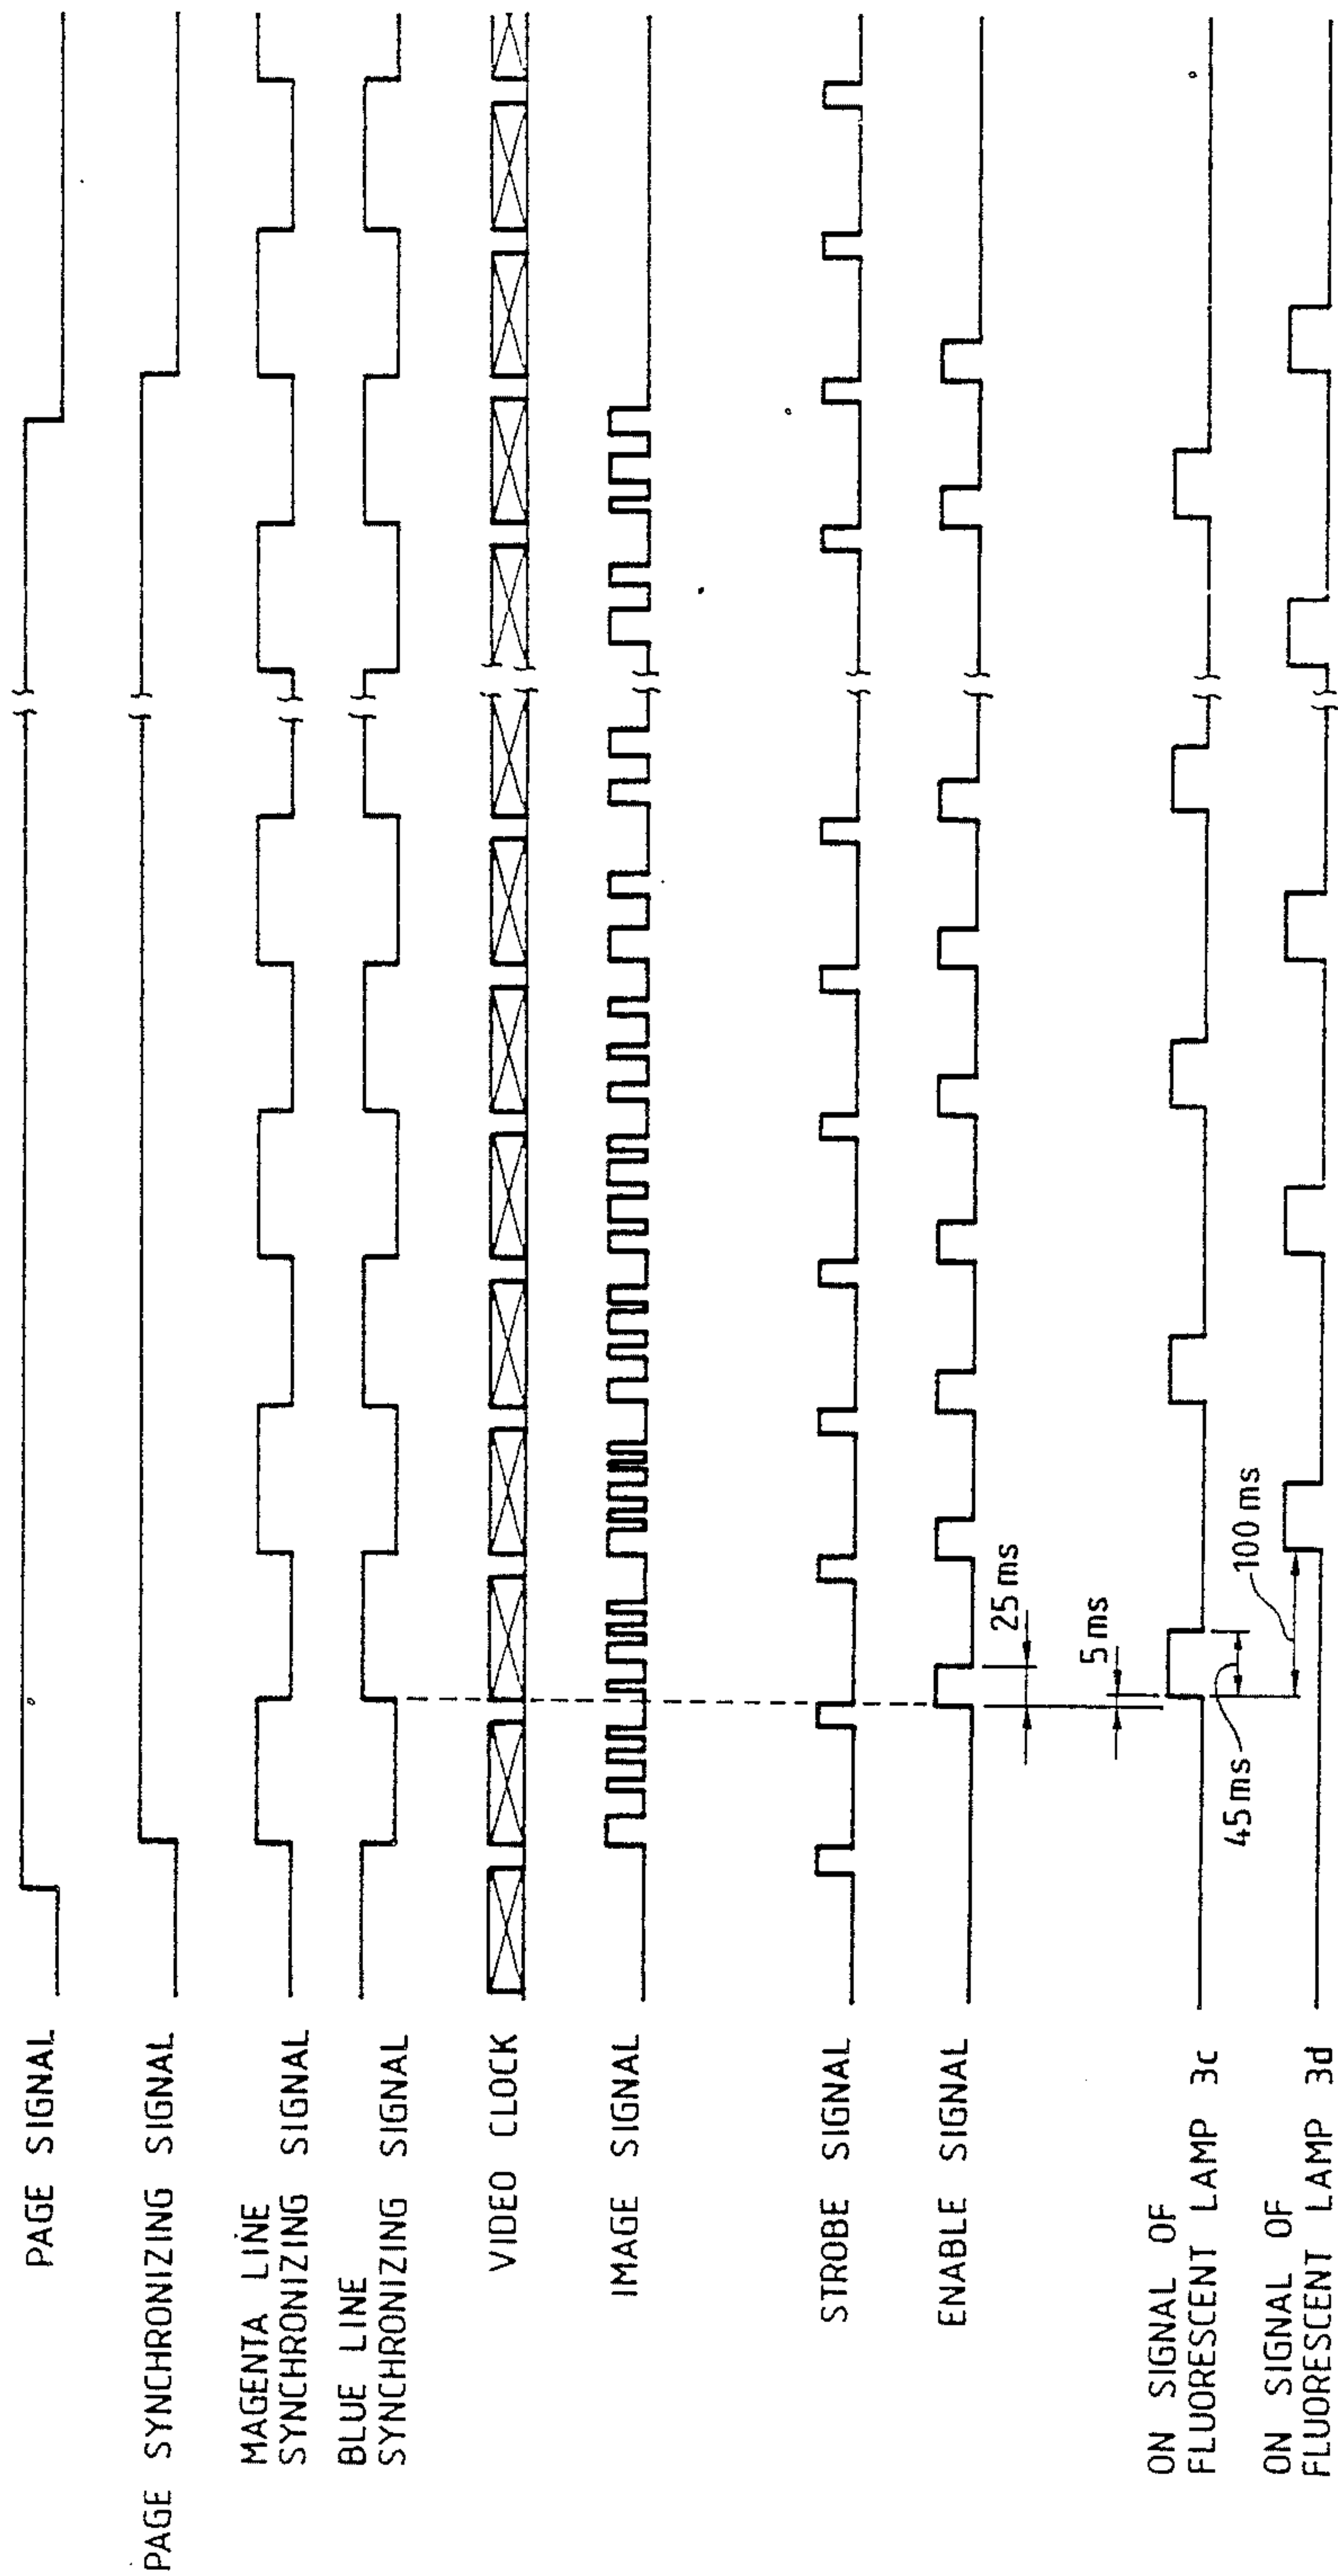 PAGE SIGNAL
PAGE SYNCHRONIZING SIGNAL
MAGENTA LINE
SYNCHRONIZING SIGNAL
BLUE LINE
SYNCHRONIZING SIGNAL
VIDEO CLOCK
IMAGE SIGNAL
STROBE SIGNAL
ENABLE SIGNAL
25 ms
5 ms
ON SIGNAL OF
FLUORESCENT LAMP 3c
45 ms
100 ms
ON SIGNAL OF
FLUORESCENT LAMP 3d